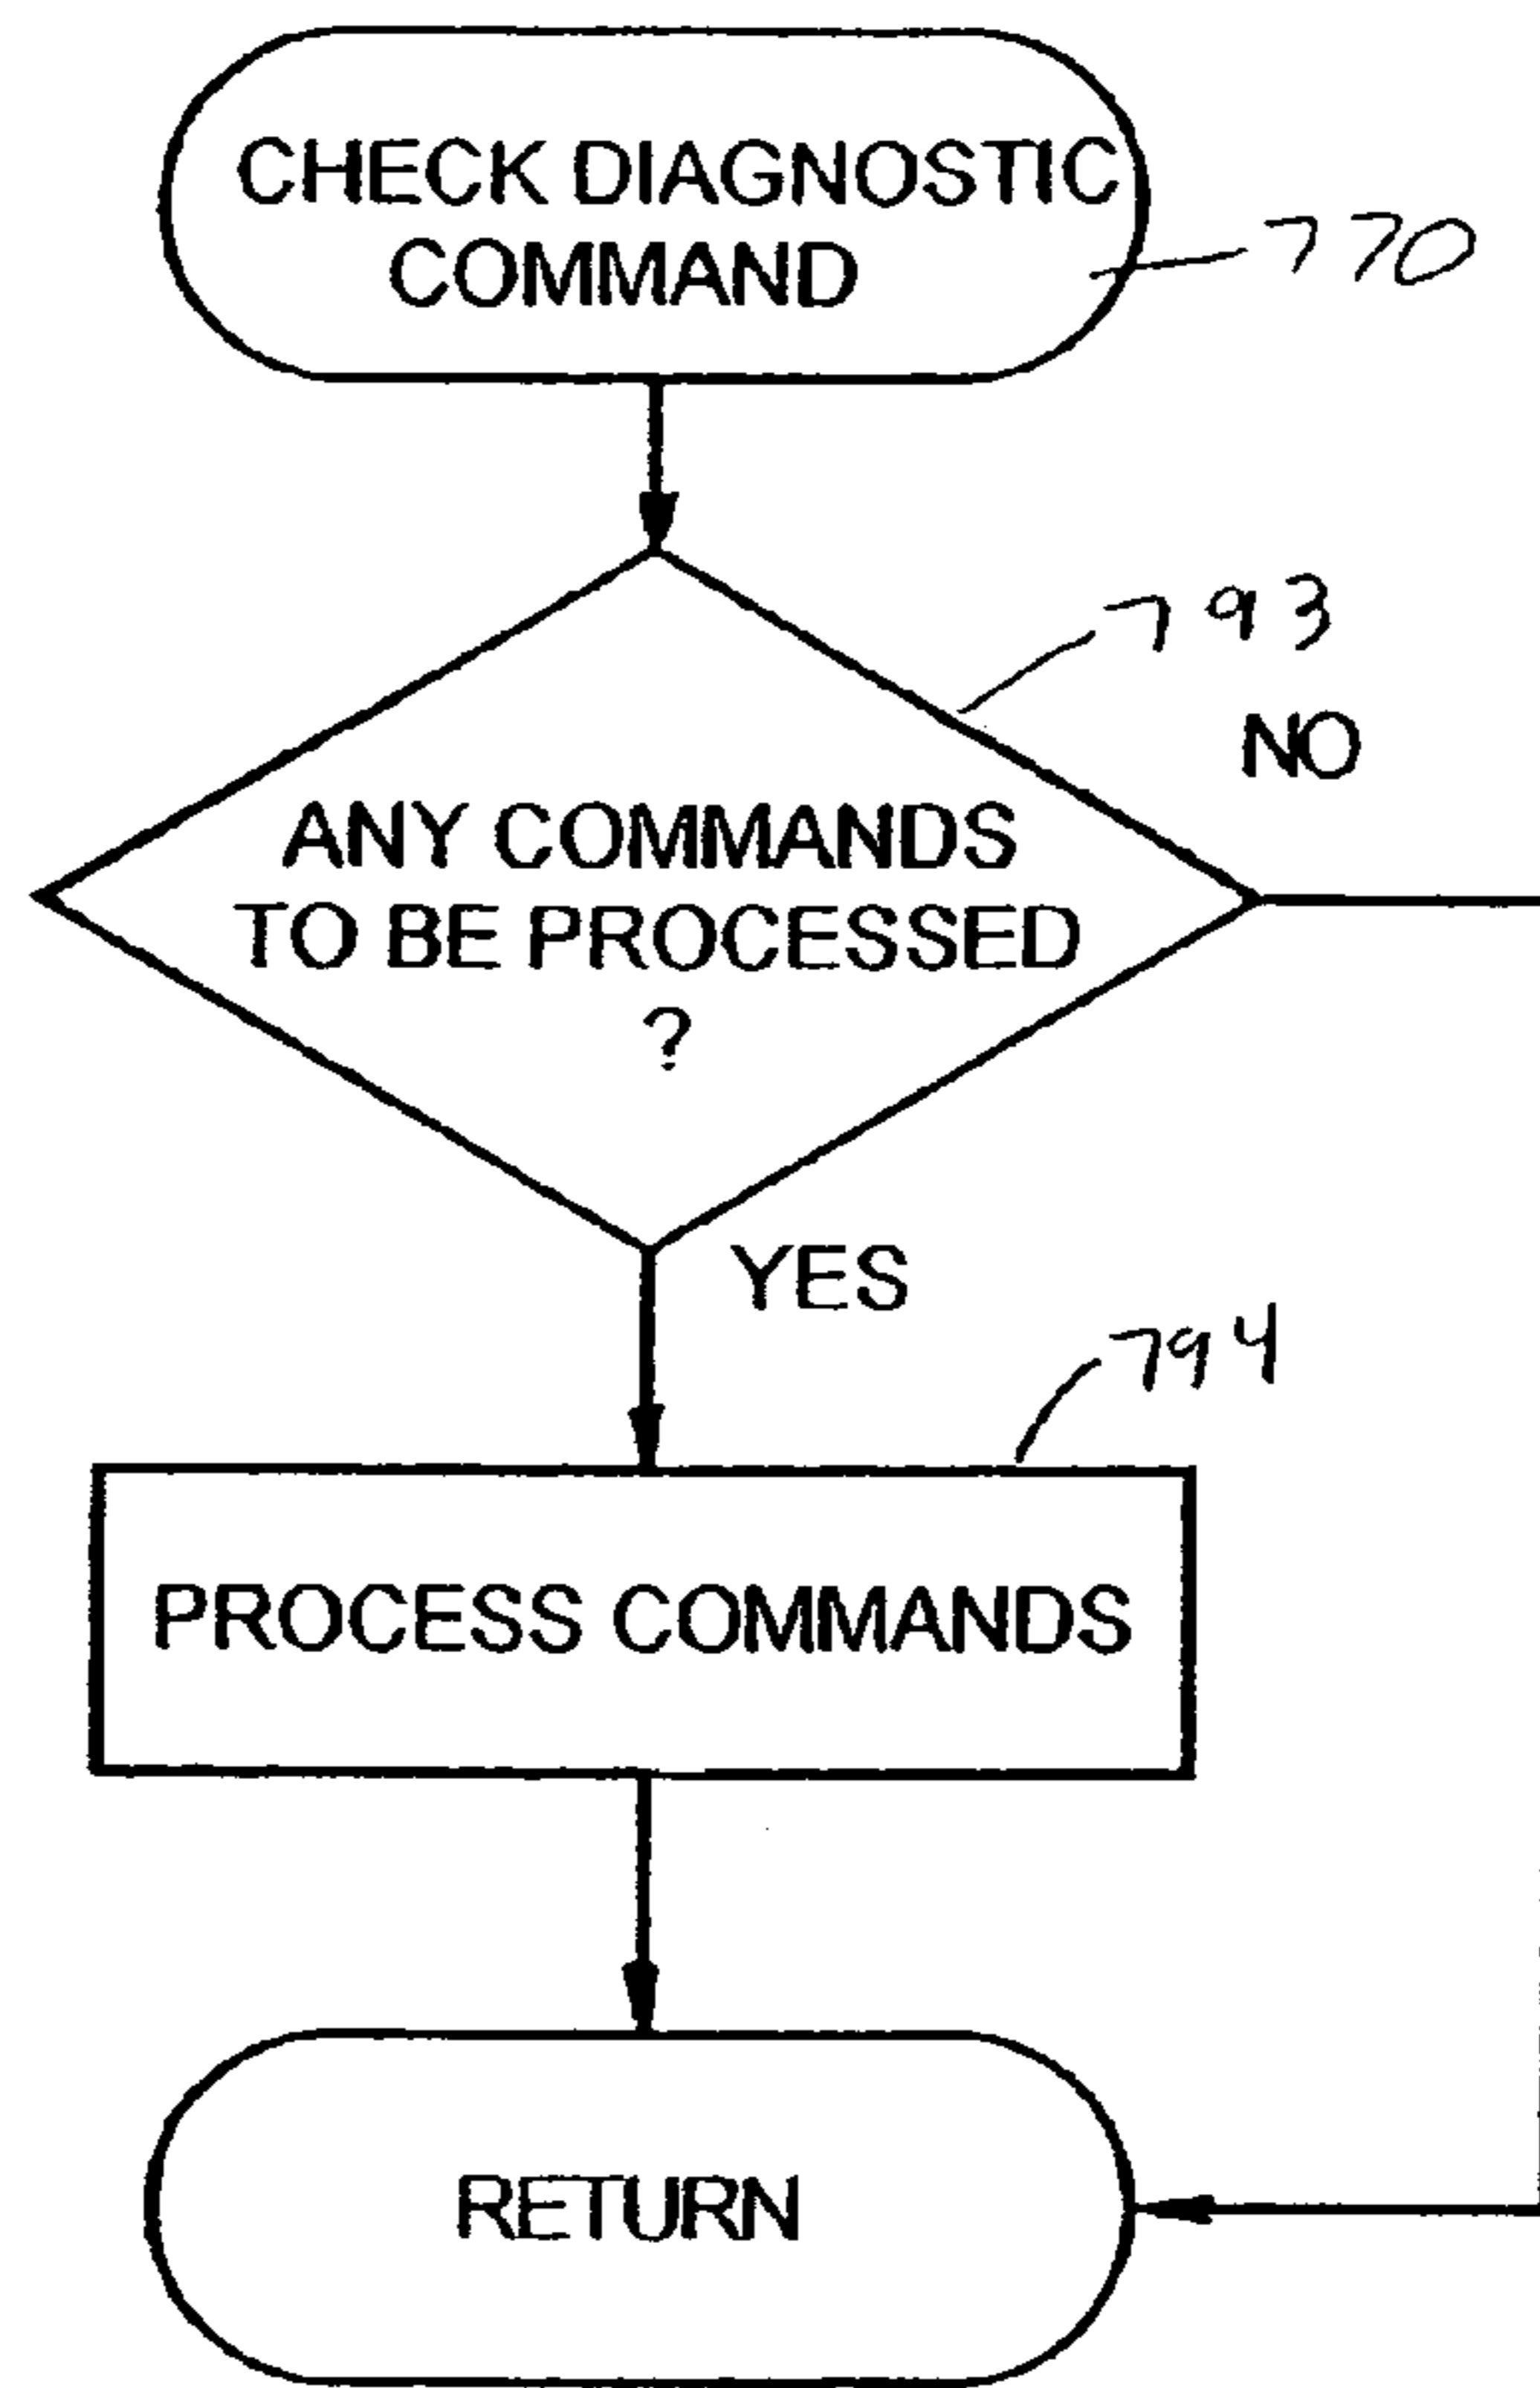 CHECK DIAGNOSTIC
COMMAND
770
793
NO
ANY COMMANDS
TO BE PROCESSED
?
YES
794
PROCESS COMMANDS
RETURN